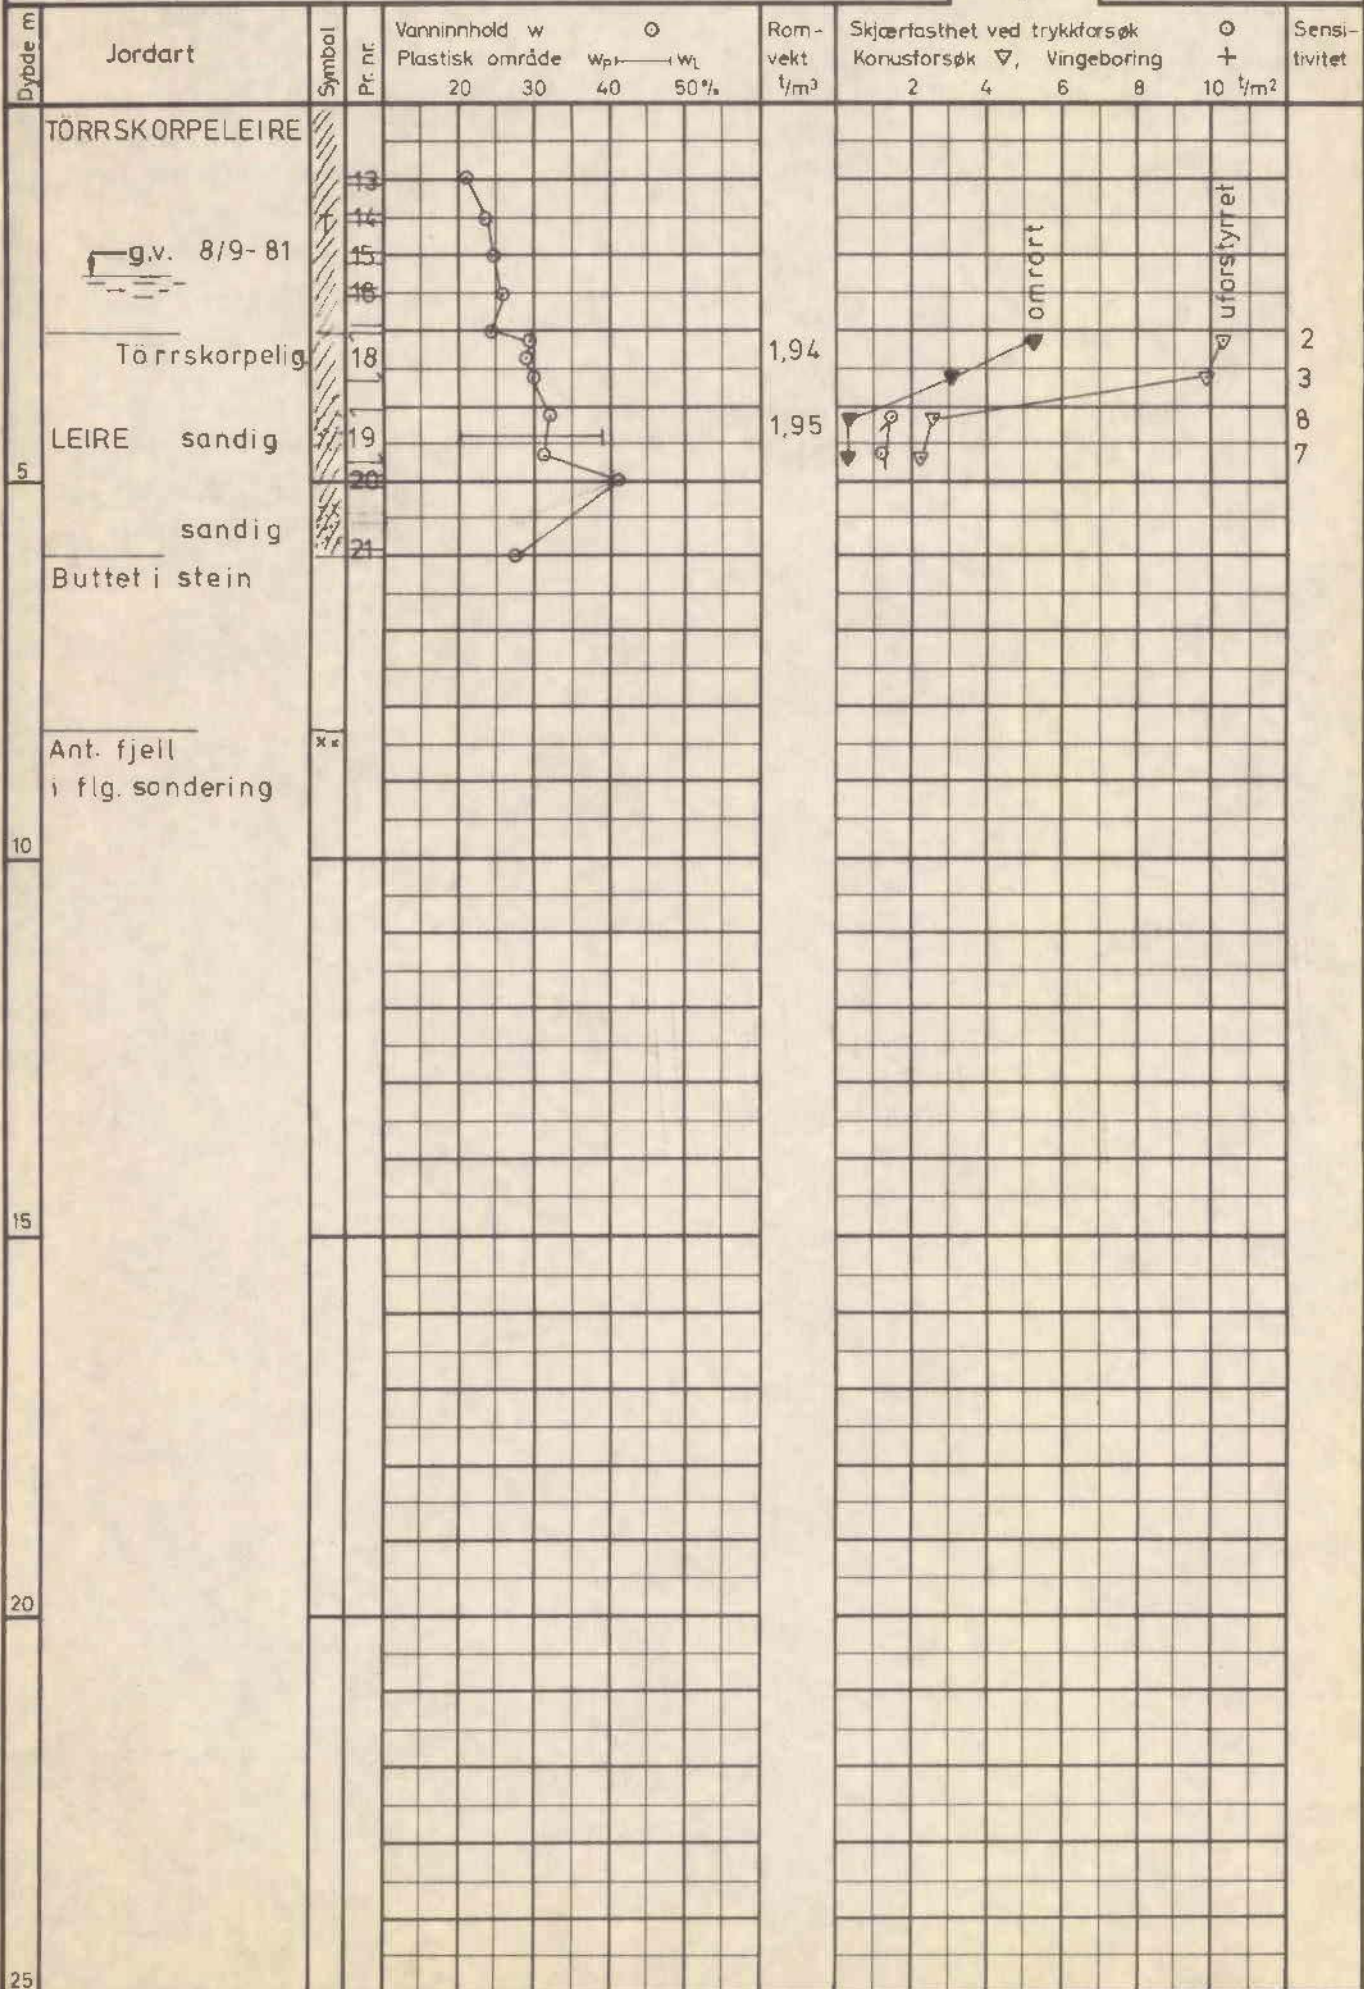 Dybde m
Jordart
Symbol
Pr. nr.
Vanninnhold w
Plastisk område wp wL
20 30 40 50 %
Rom-
vekt
t/m³
Skjærfasthet ved trykkforsøk
Konusforsøk ▽, Vingeboring +
2 4 6 8 10 t/m²
Sensi-
tivitet
TÖRRSKORPELEIRE
13
14
g.v. 8/9-81
15
16
omrørt
uforstyrret
Törrskorpelig 18 1,94 2
3
8
LEIRE sandig 19 1,95
7
5
20
sandig
21
Buttet i stein
Ant. fjell
i flg. sondering
10
15
20
25